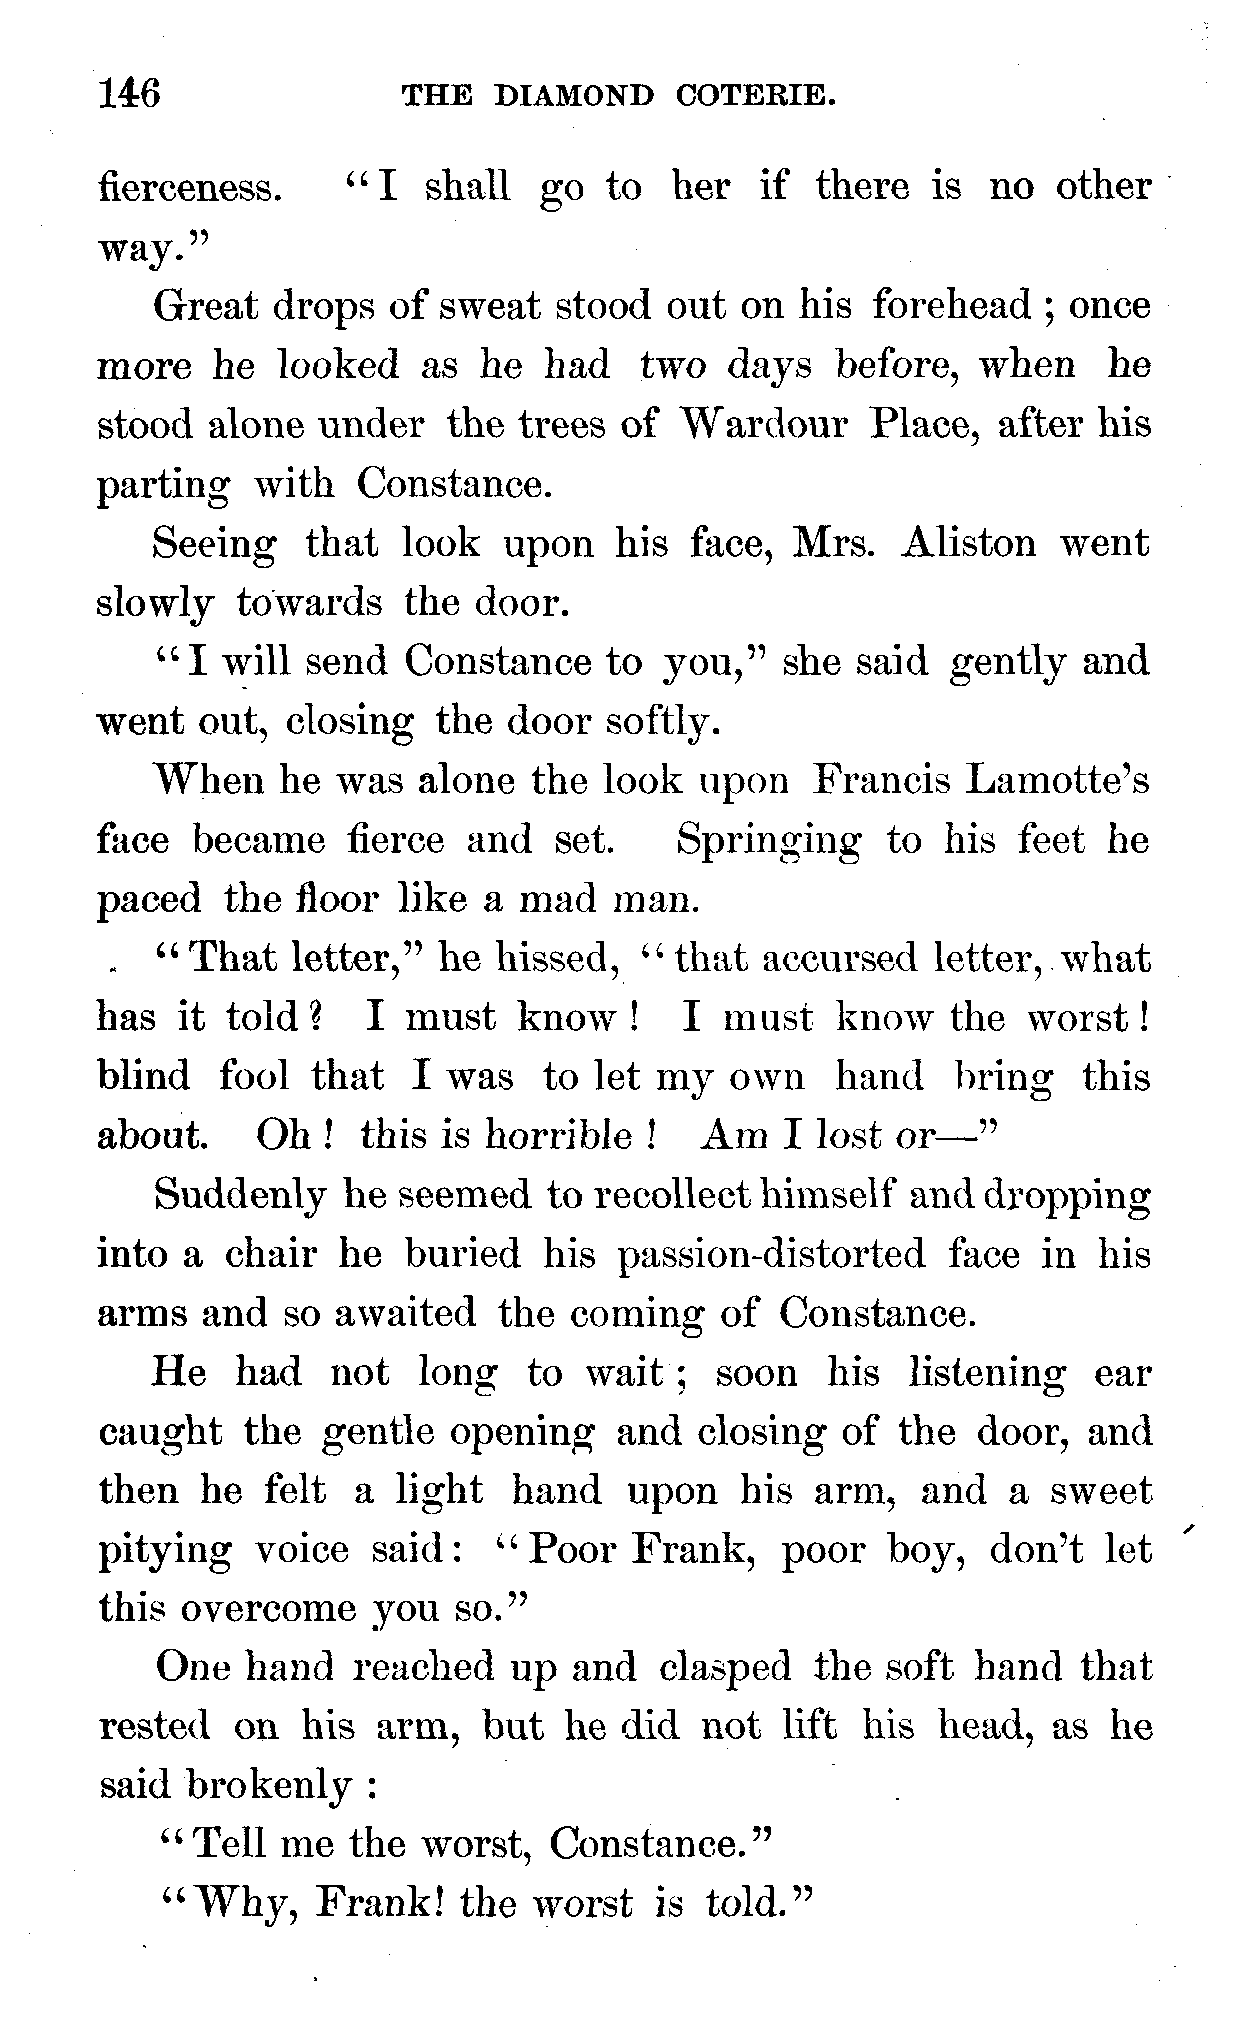 146 THE DIAMOND COTERIE.
fierceness. "I shall go to her if there is no other
way."
Great drops of sweat stood out on his forehead ; once
more he looked as he had two days before, when he
stood alone under the trees of Wardour Place, after his
parting with Constance.
Seeing that look upon his face, Mrs. Aliston went
slowly towards the door.
"I will send Constance to you," she said gently and
went out, closing the door softly.
When he was alone the look upon Francis Lamotte's
face became fierce and set. Springing to his feet he
paced the floor like a mad man.
"That letter," he hissed, "that accursed letter, what
has it told? I must know! I must know the worst!
blind fool that I was to let my own hand bring this
about. Oh! this is horrible! Am I lost or—"
Suddenly he seemed to recollect himself and dropping
into a chair he buried his passion-distorted face in his
arms and so awaited the coming of Constance.
He had not long to wait; soon his listening ear
caught the gentle opening and closing of the door, and
then he felt a light hand upon his arm, and a sweet
pitying voice said: "Poor Frank, poor boy, don't let
this overcome you so."
One hand reached up and clasped the soft hand that
rested on his arm, but he did not lift his head, as he
said brokenly :
"Tell me the worst, Constance."
"Why, Frank! the worst is told."